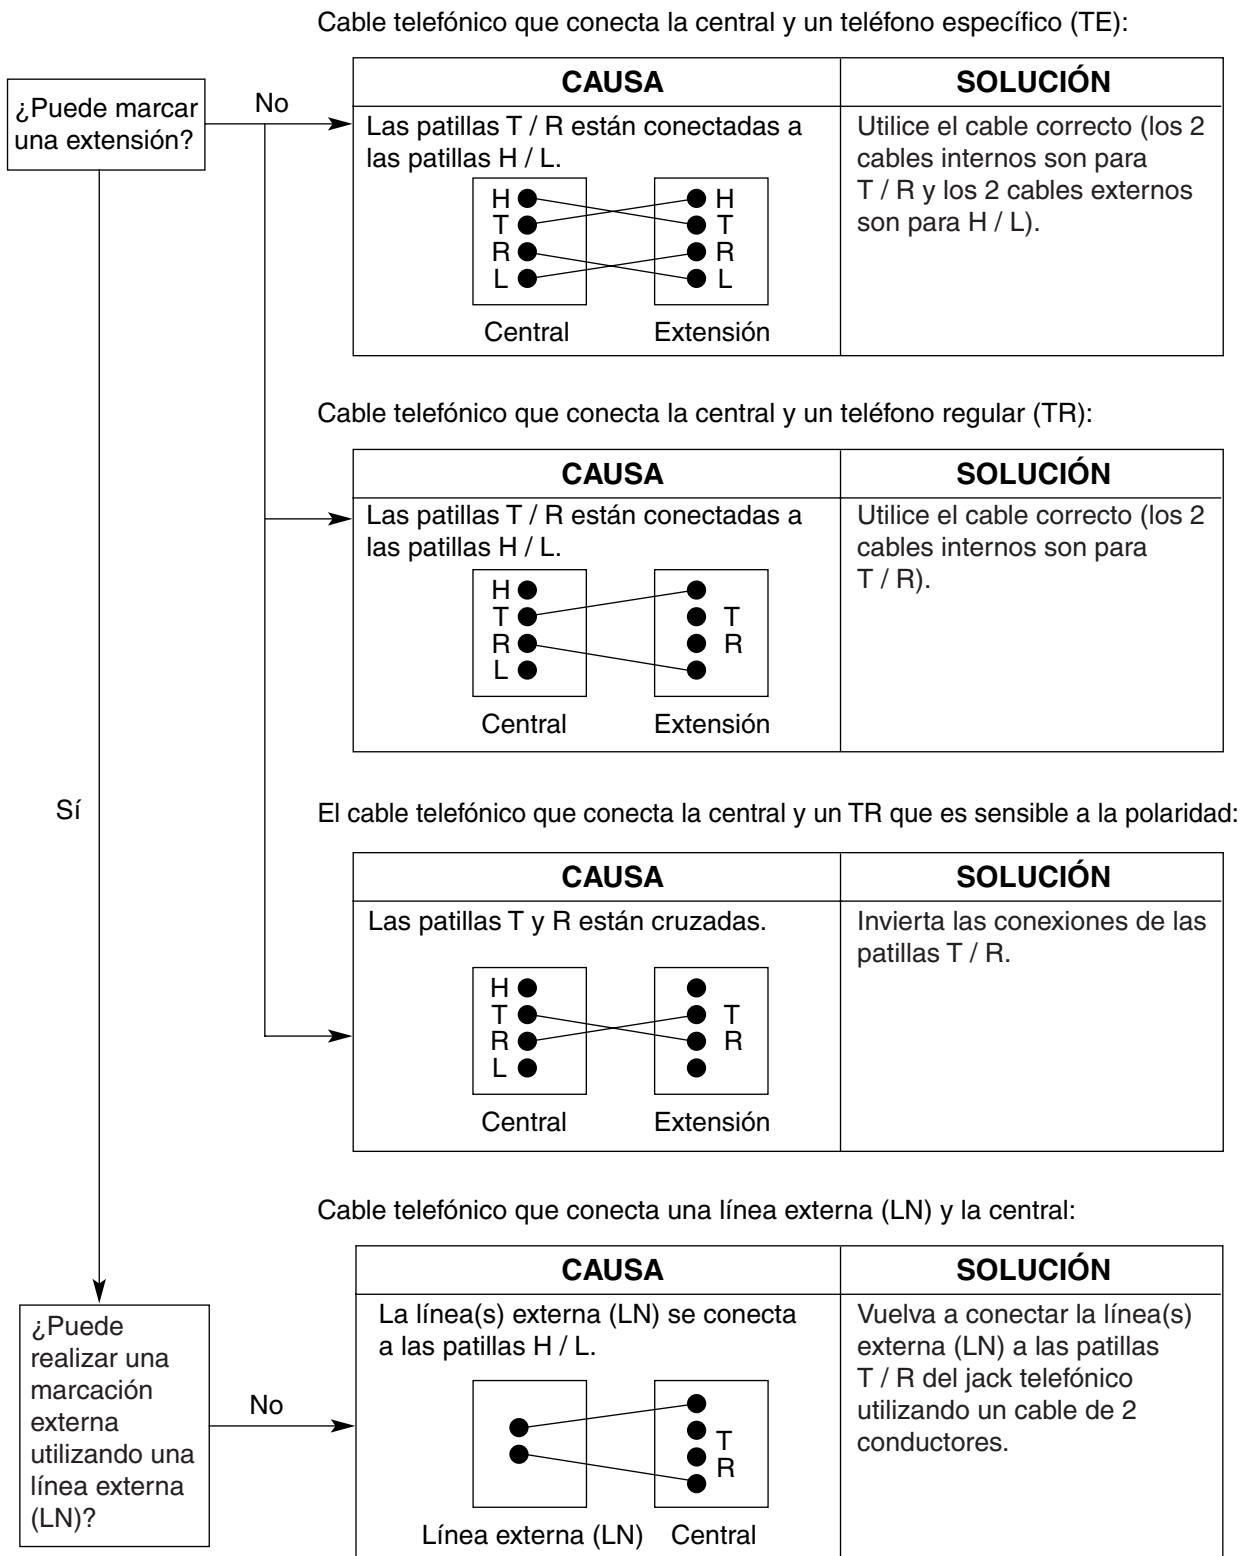 Cable telefónico que conecta la central y un teléfono específico (TE):
¿Puede marcar
una extensión?
No
CAUSA
SOLUCIÓN
Las patillas T / R están conectadas a
las patillas H / L.
Utilice el cable correcto (los 2
cables internos son para
T / R y los 2 cables externos
son para H / L).
H H
T T
R R
L L
Central Extensión
Cable telefónico que conecta la central y un teléfono regular (TR):
CAUSA
SOLUCIÓN
Las patillas T / R están conectadas a
las patillas H / L.
Utilice el cable correcto (los 2
cables internos son para
T / R).
H
T T
R R
L
Central Extensión
Sí
El cable telefónico que conecta la central y un TR que es sensible a la polaridad:
CAUSA
SOLUCIÓN
Las patillas T y R están cruzadas.
Invierta las conexiones de las
patillas T / R.
H
T T
R R
L
Central Extensión
Cable telefónico que conecta una línea externa (LN) y la central:
¿Puede
realizar una
marcación
externa
utilizando una
línea externa
(LN)?
No
CAUSA
SOLUCIÓN
La línea(s) externa (LN) se conecta
a las patillas H / L.
Vuelva a conectar la línea(s)
externa (LN) a las patillas
T / R del jack telefónico
utilizando un cable de 2
conductores.
T
R
Línea externa (LN) Central